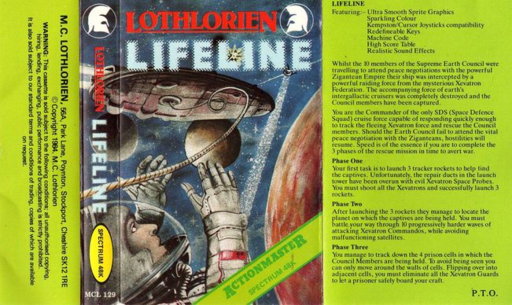 M.C. LOTHLORIEN, 56A, Park Lane, Poynton, Stockport, Cheshire SK12 1RE
© Copyright 1984 M.C. Lothlorien
WARNING: This cassette is sold subject to the following conditions; all unauthorised copying,
hiring, lending, exchanging, public performance and broadcasting is strictly prohibited.
It is also sold subject to our standard terms and conditions of trading, copies of which are available
on request.
LOTHLORIEN
LIFELINE
SPECTRUM 48K
MCL 129
LOTHLORIEN
LIFELINE
ACTIONMASTER
SPECTRUM 48K
LIFELINE
Featuring:- Ultra Smooth Sprite Graphics
Sparkling Colour
Kempston/Cursor Joysticks compatibility
Redefineable Keys
Machine Code
High Score Table
Realistic Sound Effects
Whilst the 10 members of the Supreme Earth Council were
travelling to attend peace negotiations with the powerful
Zigantean Empire their ship was intercepted by a
powerful raiding force from the mysterious Xevatron
Federation. The accompanying force of earth's
intergallactic cruisers was completely destroyed and the
Council members have been captured.
You are the Commander of the only SDS (Space Defence
Squad) cruise force capable of responding quickly enough
to track the fleeing Xevatron force and rescue the Council
members. Should the Earth Council fail to attend the vital
peace negotiation with the Ziganteans, hostilities will
resume. Speed is of the essence if you are to complete the
3 phases of the rescue mission in time to avert war.
Phase One
Your first task is to launch 3 tracker rockets to help find
the captives. Unfortunately, the repair ducts in the launch
tower have been overun with evil Xevatron Space Probes.
You must shoot all the Xevatrons and successfully launch 3
rockets.
Phase Two
After launching the 3 rockets they manage to locate the
planet on which the captives are being held. You must
battle your way through 10 progressively harder waves of
attacking Xevatron Commandos, while avoiding
malfunctioning satellites.
Phase Three
You manage to track down the 4 prison cells in which the
Council Members are being held. To avoid being seen you
can only move around the walls of cells. Flipping over into
adjacent cells, you must eliminate all the Xevatron Guards
to let a prisoner safely board your craft.
P.T.O.